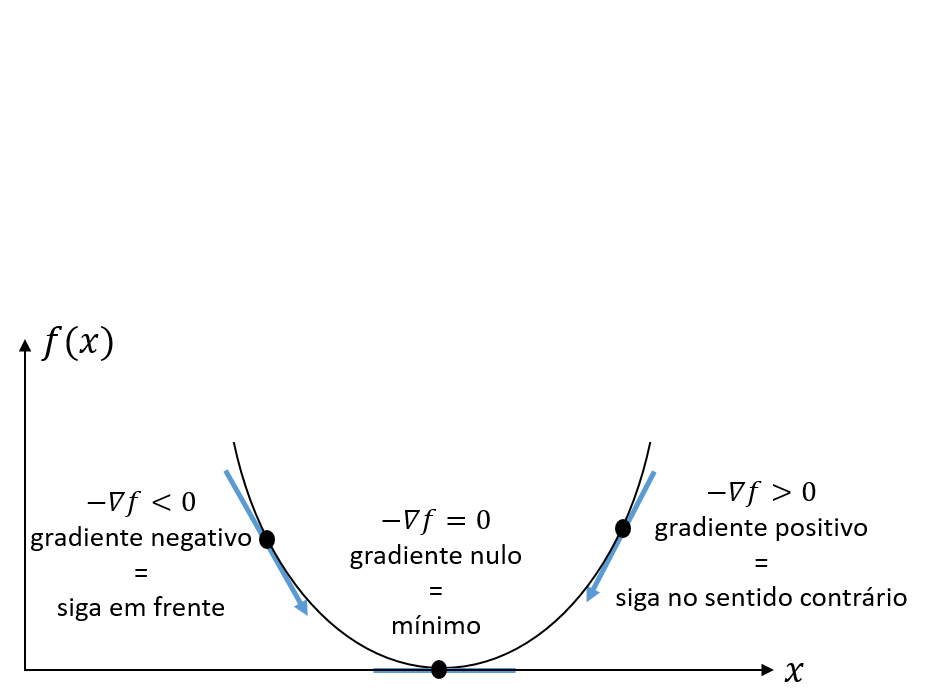 f(x)
−∇f < 0
gradiente negativo
=
siga em frente
−∇f = 0
gradiente nulo
=
mínimo
−∇f > 0
gradiente positivo
=
siga no sentido contrário
x